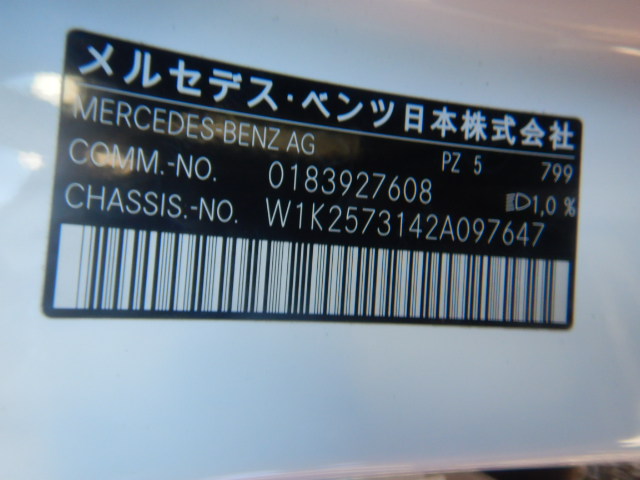 メルセデス・ベンツ日本株式会社
MERCEDES-BENZ AG PZ 5 799
COMM.-NO. 0183927608 1,0 %
CHASSIS.-NO. W1K2573142A097647